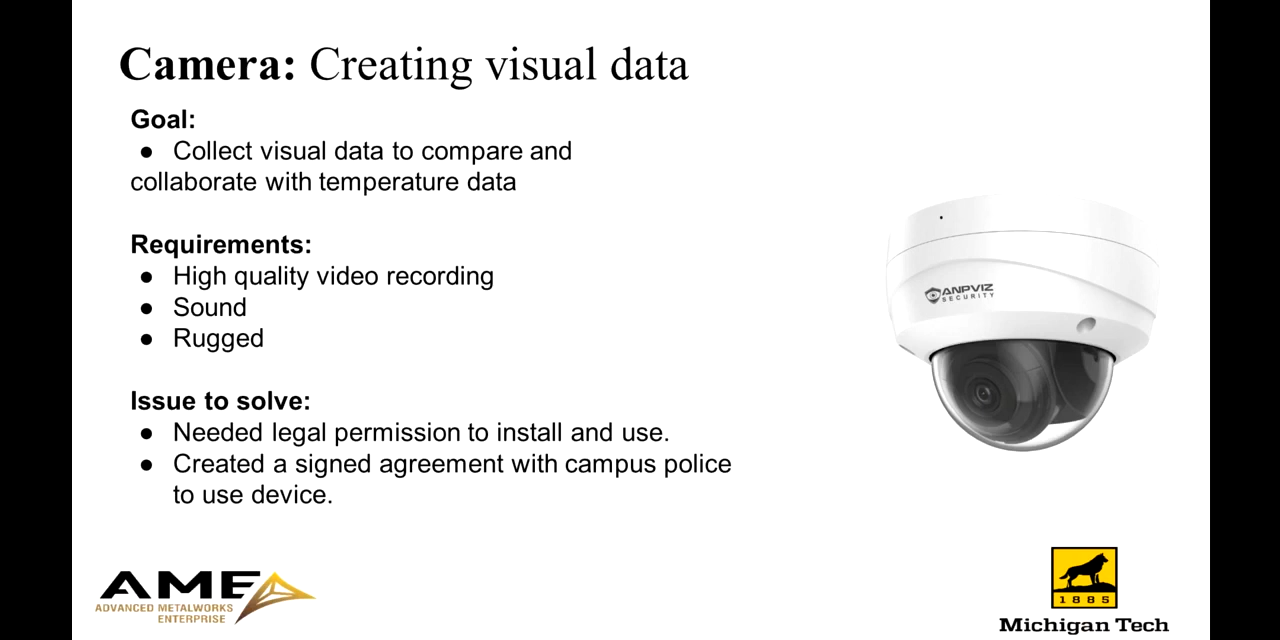 Camera: Creating visual data
Goal:
● Collect visual data to compare and
collaborate with temperature data
Requirements:
● High quality video recording
● Sound
● Rugged
Issue to solve:
● Needed legal permission to install and use.
● Created a signed agreement with campus police
to use device.
ANPVIZ
SECURITY
AME
ADVANCED METALWORKS
ENTERPRISE
1885
Michigan Tech